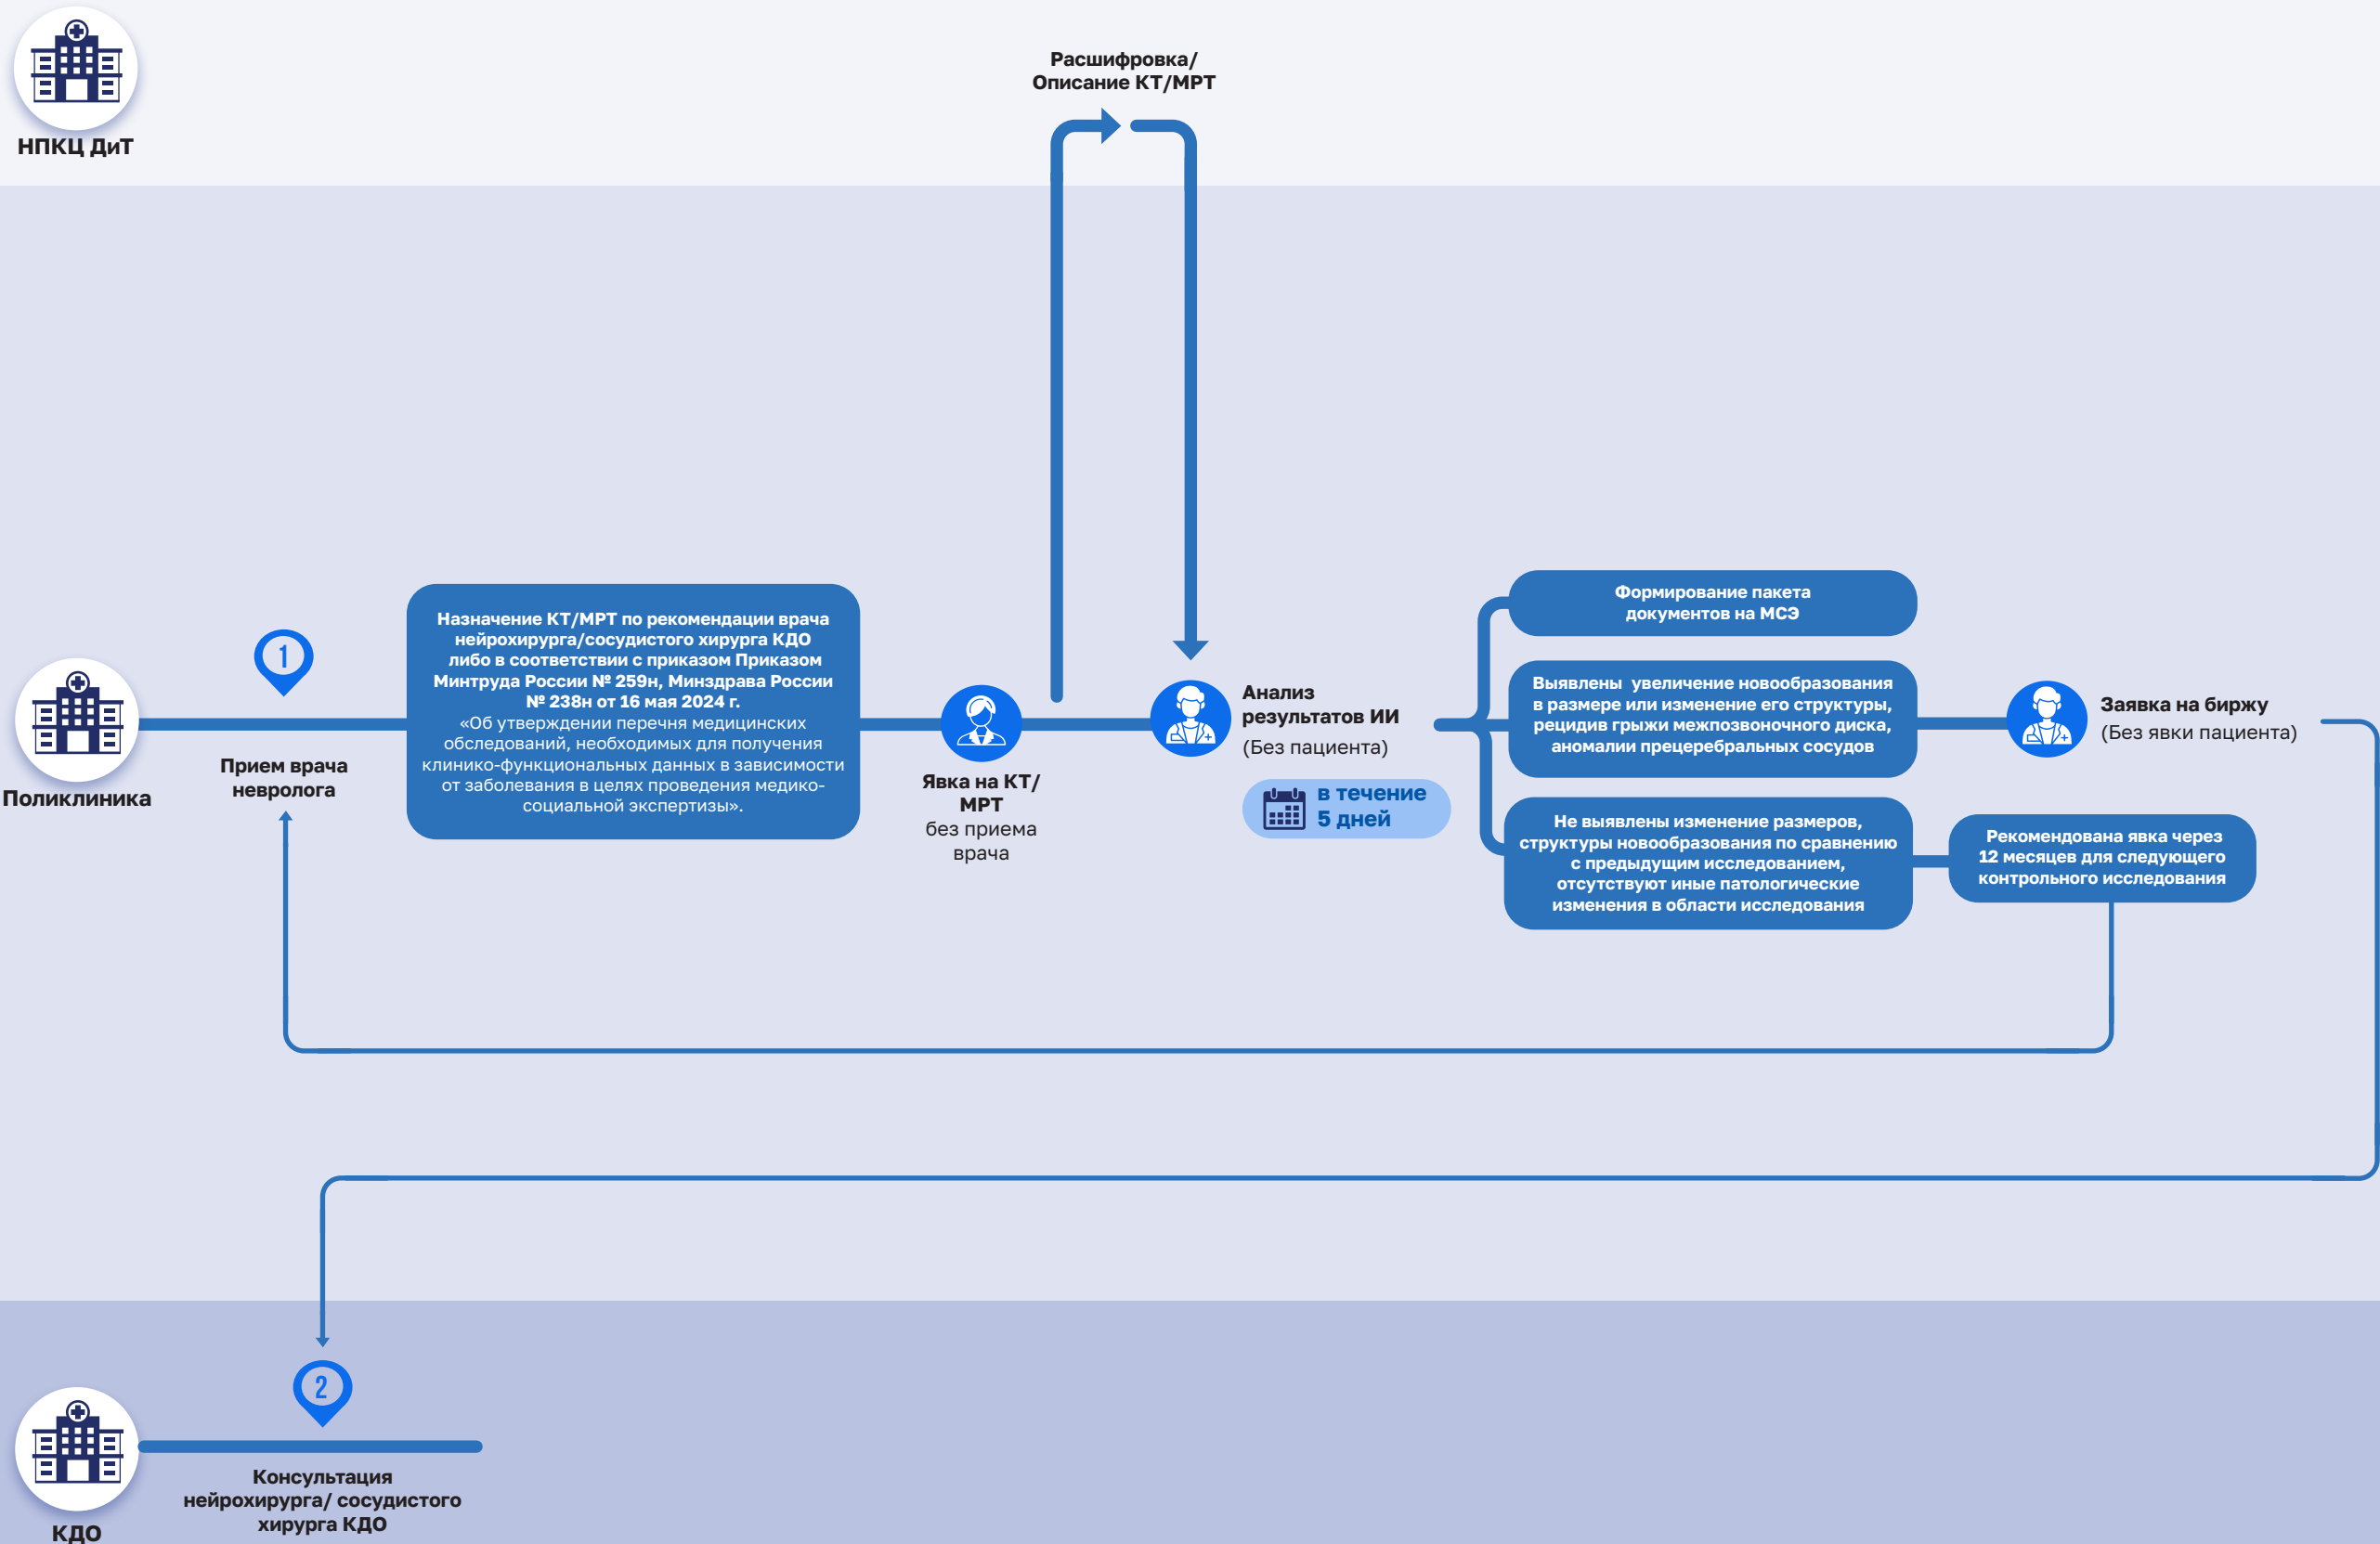 НПКЦ ДиТ
Расшифровка/
Описание КТ/МРТ
Поликлиника
1
Прием врача
невролога
Назначение КТ/МРТ по рекомендации врача
нейрохирурга/сосудистого хирурга КДО
либо в соответствии с приказом Приказом
Минтруда России № 259н, Минздрава России
№ 238н от 16 мая 2024 г.
«Об утверждении перечня медицинских
обследований, необходимых для получения
клинико-функциональных данных в зависимости
от заболевания в целях проведения медико-
социальной экспертизы».
Явка на КТ/
МРТ
без приема
врача
Анализ
результатов ИИ
(Без пациента)
в течение
5 дней
Формирование пакета
документов на МСЭ
Выявлены увеличение новообразования
в размере или изменение его структуры,
рецидив грыжи межпозвоночного диска,
аномалии прецеребральных сосудов
Заявка на биржу
(Без явки пациента)
Не выявлены изменение размеров,
структуры новообразования по сравнению
с предыдущим исследованием,
отсутствуют иные патологические
изменения в области исследования
Рекомендована явка через
12 месяцев для следующего
контрольного исследования
КДО
2
Консультация
нейрохирурга/ сосудистого
хирурга КДО